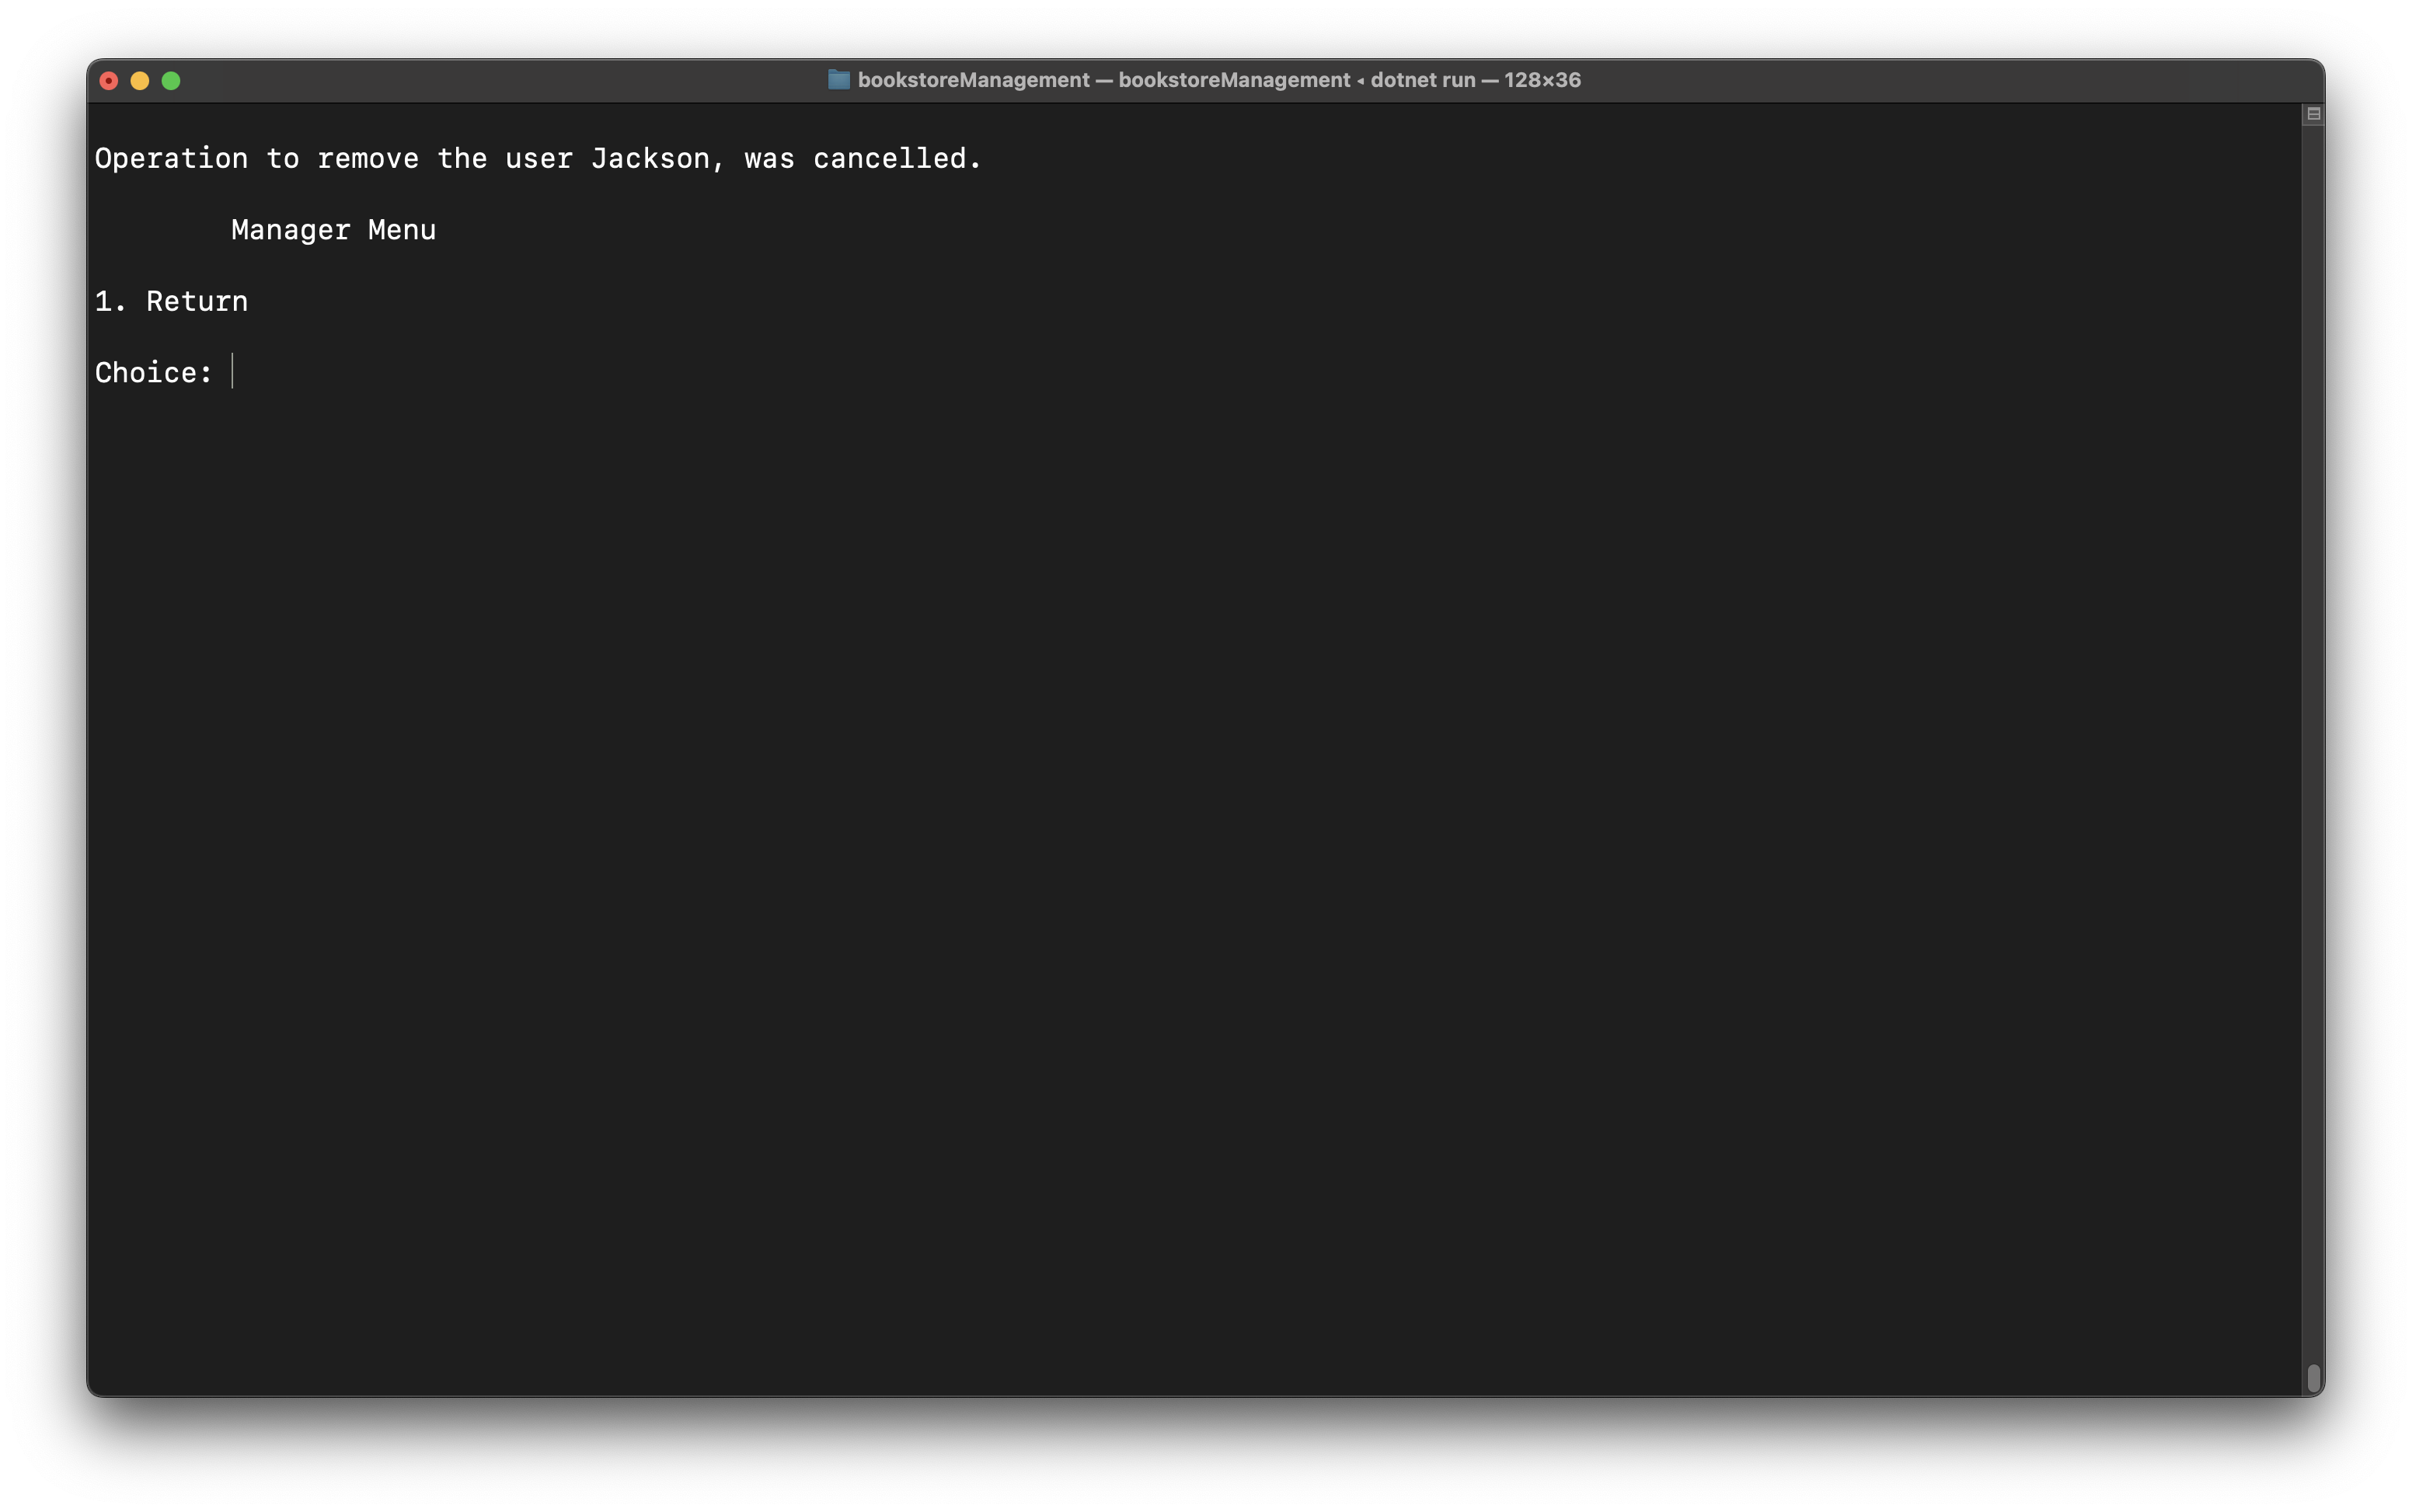 bookstoreManagement — bookstoreManagement ◂ dotnet run — 128×36
Operation to remove the user Jackson, was cancelled.
Manager Menu
1. Return
Choice: